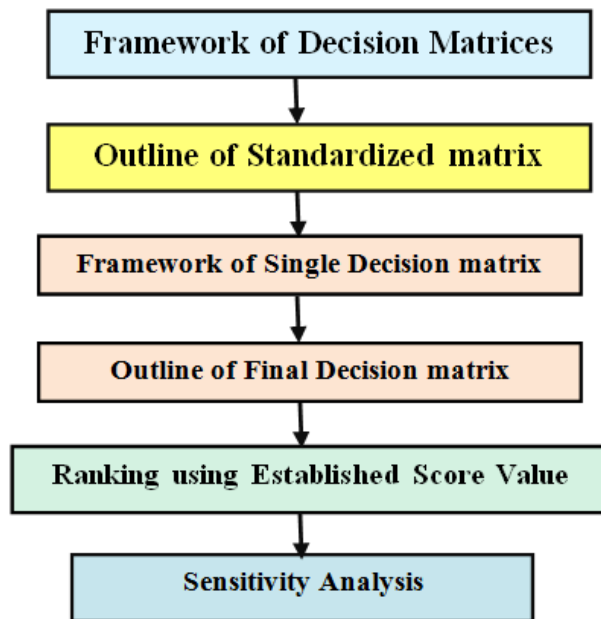 Framework of Decision Matrices
Outline of Standardized matrix
Framework of Single Decision matrix
Outline of Final Decision matrix
Ranking using Established Score Value
Sensitivity Analysis